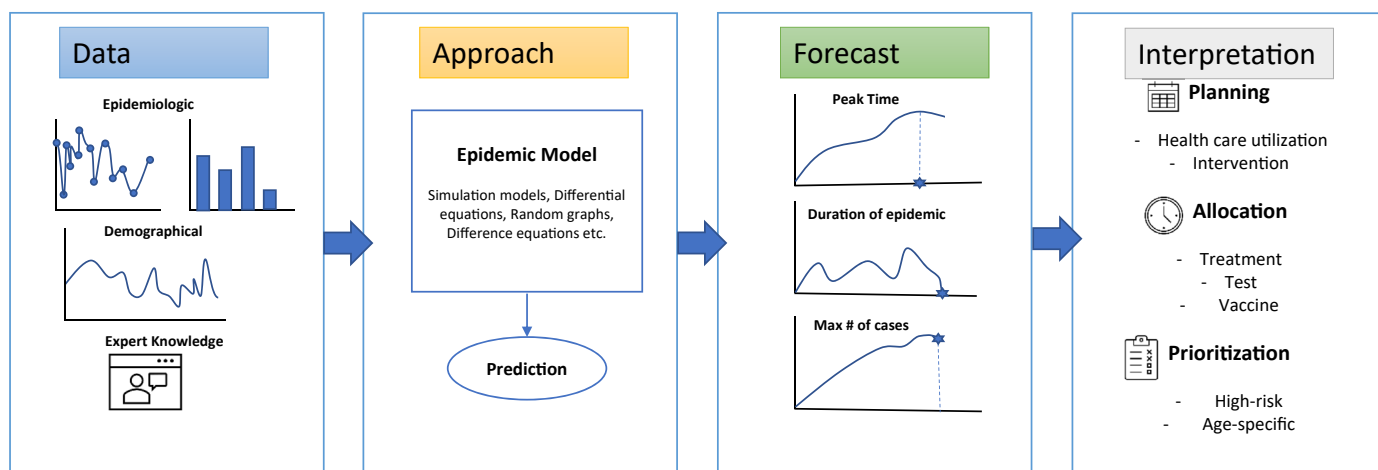 Data
Epidemiologic
Demographical
Expert Knowledge
Approach
Epidemic Model
Simulation models, Differential
equations, Random graphs,
Difference equations etc.
Prediction
Forecast
Peak Time
Duration of epidemic
Max # of cases
Interpretation
Planning
- Health care utilization
- Intervention
Allocation
- Treatment
- Test
- Vaccine
Prioritization
- High-risk
- Age-specific